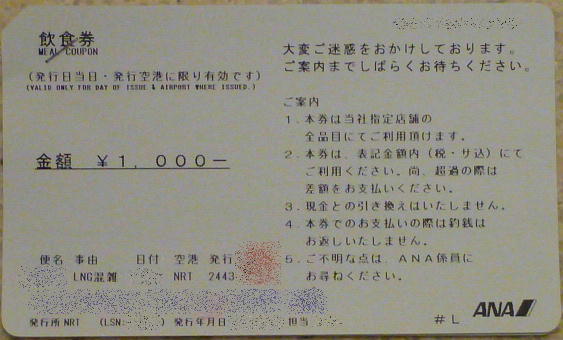 飲食券
MEAL COUPON
(発行日当日・発行空港に限り有効です)
(VALID ONLY FOR DAY OF ISSUE & AIRPORT WHERE ISSUED.)
金額 ¥1,000−
便名 事由 日付 空港 発行
LNG混雑 NRT 2443
発行所 NRT (LSN: ) 発行年月日 担当
大変ご迷惑をおかけしております。
ご案内までしばらくお待ちください。
ご案内
1.本券は当社指定店舗の
全品目にてご利用頂けます。
2.本券は、表記金額内(税・サ込)にて
ご利用ください。尚、超過の際は
差額をお支払いください。
3.現金との引き換えはいたしません。
4.本券でのお支払いの際は釣銭は
お返しいたしません。
5.ご不明な点は、ANA係員に
お尋ねください。
#L ANA